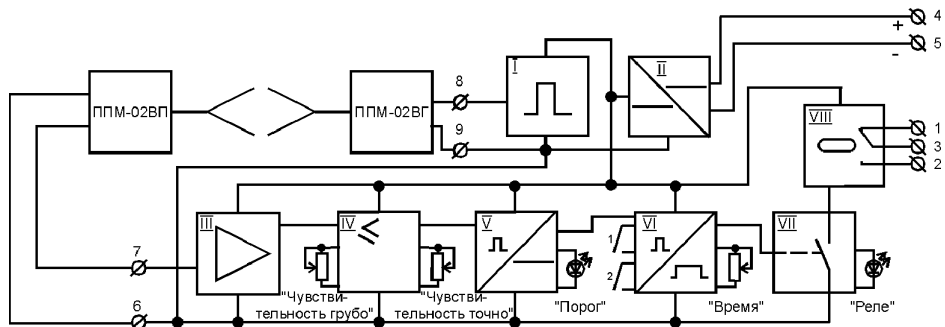 4
+
5
-
I
II
8
ППМ-02ВП
ППМ-02ВГ
9
VIII
1
3
2
III
IV
≤
V
VI
VII
7
1
2
6
"Чувстви-
тельность грубо"
"Чувстви-
тельность точно"
"Порог"
"Время"
"Реле"